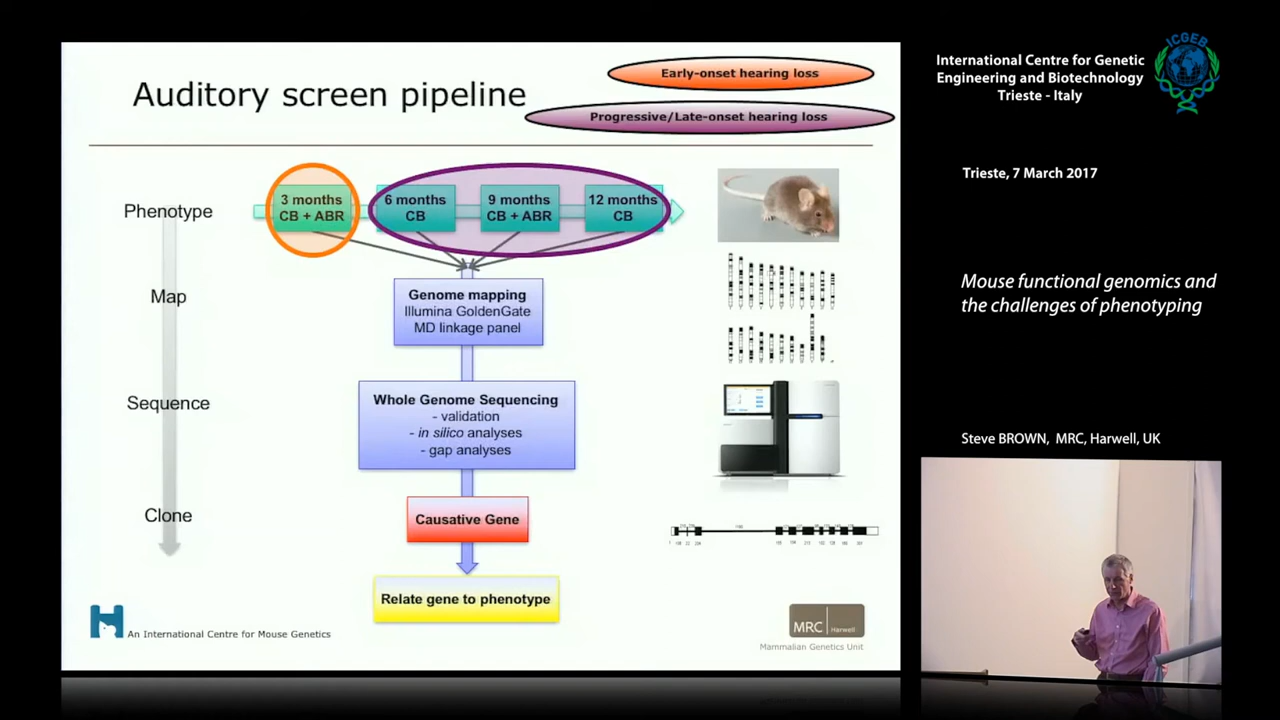 Auditory screen pipeline
Early-onset hearing loss
Progressive/Late-onset hearing loss
Phenotype
3 months
CB + ABR
6 months
CB
9 months
CB + ABR
12 months
CB
Map
Genome mapping
Illumina GoldenGate
MD linkage panel
Sequence
Whole Genome Sequencing
- validation
- in silico analyses
- gap analyses
Clone
Causative Gene
Relate gene to phenotype
An International Centre for Mouse Genetics
MRC Harwell
Mammalian Genetics Unit
International Centre for Genetic
Engineering and Biotechnology
Trieste - Italy
ICGEB
Trieste, 7 March 2017
Mouse functional genomics and
the challenges of phenotyping
Steve BROWN, MRC, Harwell, UK